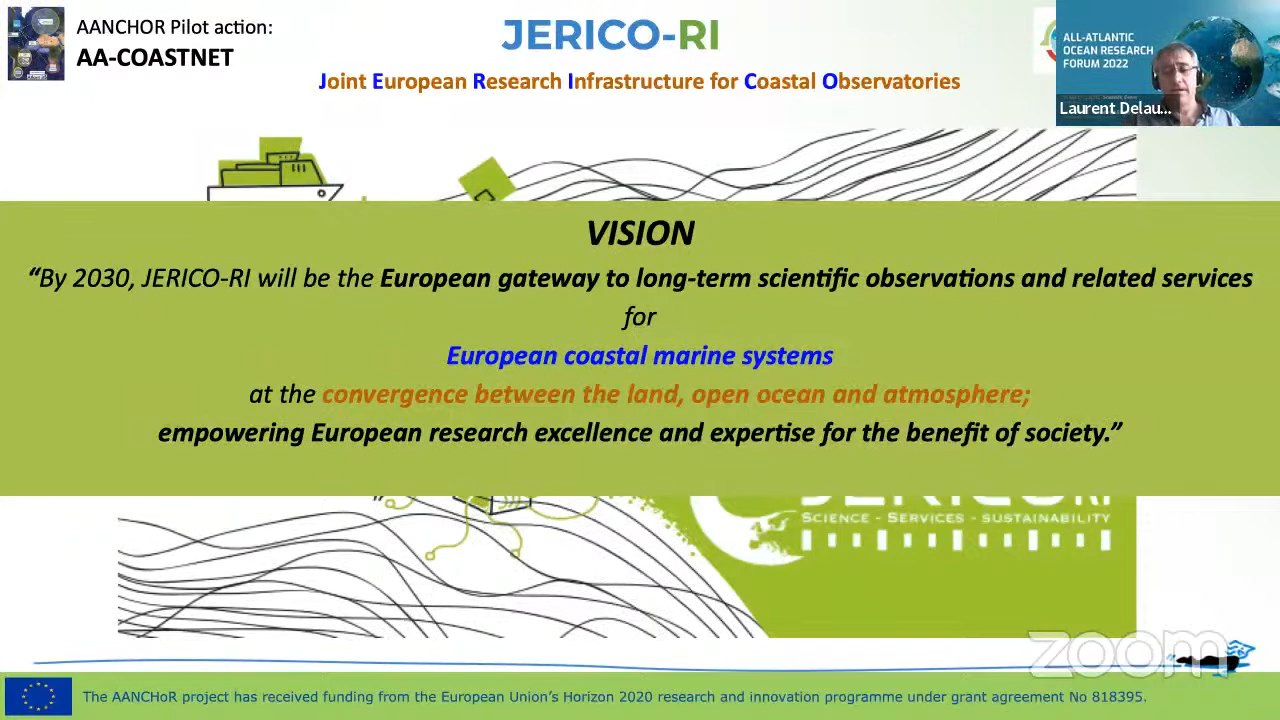 AANCHOR Pilot action:
AA-COASTNET
JERICO-RI
Joint European Research Infrastructure for Coastal Observatories
ALL-ATLANTIC
OCEAN RESEARCH
FORUM 2022
Laurent Delau...
VISION
“By 2030, JERICO-RI will be the European gateway to long-term scientific observations and related services
for
European coastal marine systems
at the convergence between the land, open ocean and atmosphere;
empowering European research excellence and expertise for the benefit of society.”
JERICO RI
SCIENCE - SERVICES - SUSTAINABILITY
zoom
The AANCHoR project has received funding from the European Union’s Horizon 2020 research and innovation programme under grant agreement No 818395.